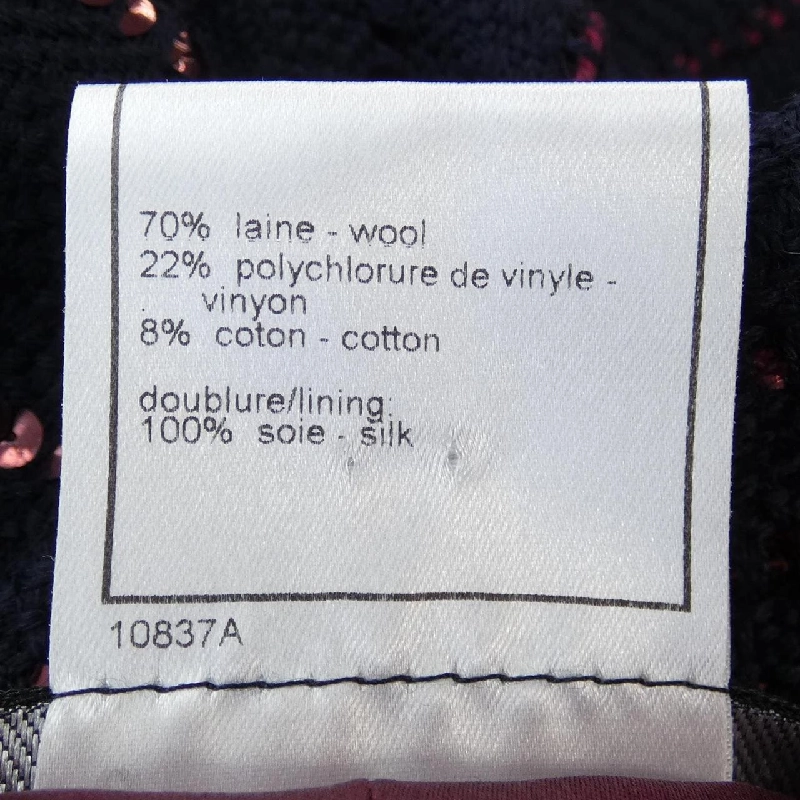 70% laine - wool
22% polychlorure de vinyle -
vinyon
8% coton - cotton
doublure/lining:
100% soie - silk
10837A